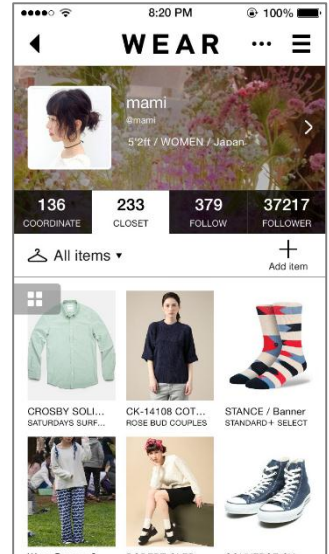 8:20 PM
100%
WEAR
mami
@mami
5'2ft / WOMEN / Japan
136 233 379 37217
COORDINATE CLOSET FOLLOW FOLLOWER
All items
Add item
CROSBY SOLI... CK-14108 COT... STANCE / Banner
SATURDAYS SURF... ROSE BUD COUPLES STANDARD+ SELECT